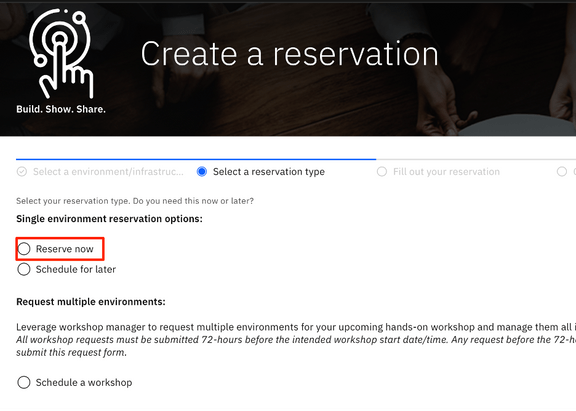 Create a reservation
Build. Show. Share.
Select a environment/infrastruc...
Select a reservation type
Fill out your reservation
Select your reservation type. Do you need this now or later?
Single environment reservation options:
Reserve now
Schedule for later
Request multiple environments:
Leverage workshop manager to request multiple environments for your upcoming hands-on workshop and manage them all
All workshop requests must be submitted 72-hours before the intended workshop start date/time. Any request before the 72-
submit this request form.
Schedule a workshop